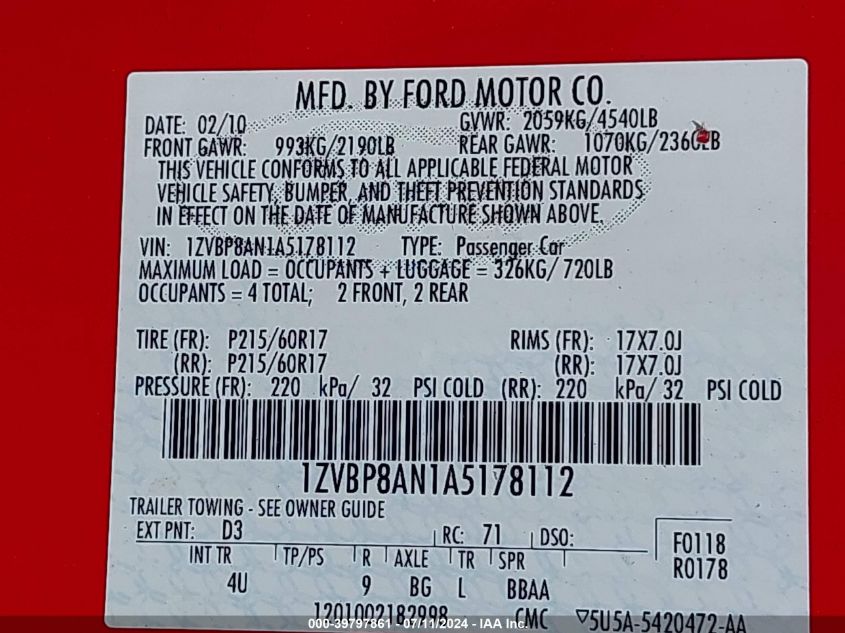 MFD. BY FORD MOTOR CO.
DATE: 02/10 GVWR: 2059KG/4540LB
FRONT GAWR: 993KG/2190LB REAR GAWR: 1070KG/2360LB
THIS VEHICLE CONFORMS TO ALL APPLICABLE FEDERAL MOTOR
VEHICLE SAFETY, BUMPER, AND THEFT PREVENTION STANDARDS
IN EFFECT ON THE DATE OF MANUFACTURE SHOWN ABOVE.
VIN: 1ZVBP8AN1A5178112 TYPE: Passenger Car
MAXIMUM LOAD = OCCUPANTS + LUGGAGE = 326KG/ 720LB
OCCUPANTS = 4 TOTAL; 2 FRONT, 2 REAR
TIRE (FR): P215/60R17 RIMS (FR): 17X7.0J
(RR): P215/60R17 (RR): 17X7.0J
PRESSURE (FR): 220 kPa/ 32 PSI COLD (RR): 220 kPa/ 32 PSI COLD
1ZVBP8AN1A5178112
TRAILER TOWING - SEE OWNER GUIDE
EXT PNT: D3 RC: 71 DSO: F0118
R0178
INT TR TP/PS R AXLE TR SPR
4U 9 BG L BBAA
1201002182998 CMC ▽5U5A-5420472-AA
000-39797861 - 07/11/2024 - IAA Inc.